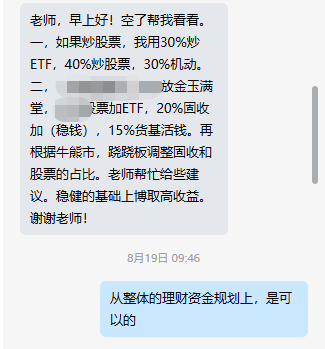 老师，早上好！空了帮我看看。
一，如果炒股票，我用30%炒
ETF，40%炒股票，30%机动。
二，放金玉满
堂，股票加ETF，20%固收
加（稳钱），15%货基活钱。再
根据牛熊市，跷跷板调整固收和
股票的占比。老师帮忙给些建
议。稳健的基础上博取高收益。
谢谢老师！
8月19日 09:46
从整体的理财资金规划上，是可
以的